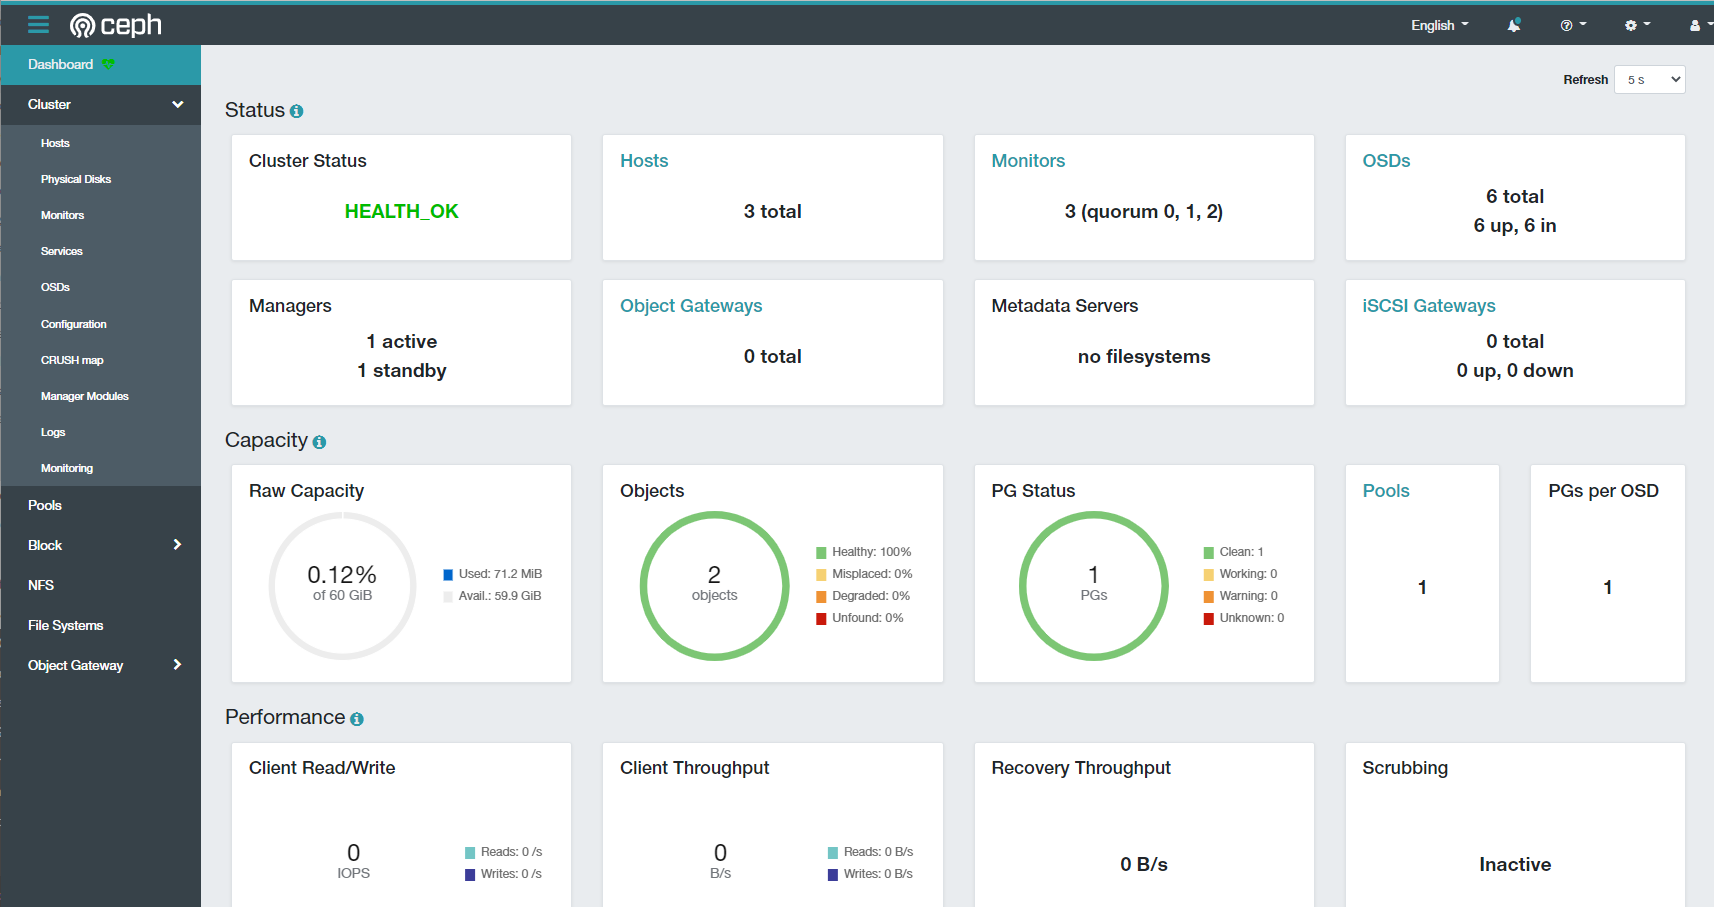 ceph
English
Dashboard
Cluster
Hosts
Physical Disks
Monitors
Services
OSDs
Configuration
CRUSH map
Manager Modules
Logs
Monitoring
Pools
Block
NFS
File Systems
Object Gateway
Refresh 5 s
Status
Cluster Status
HEALTH_OK
Hosts
3 total
Monitors
3 (quorum 0, 1, 2)
OSDs
6 total
6 up, 6 in
Managers
1 active
1 standby
Object Gateways
0 total
Metadata Servers
no filesystems
iSCSI Gateways
0 total
0 up, 0 down
Capacity
Raw Capacity
0.12%
of 60 GiB
Used: 71.2 MiB
Avail.: 59.9 GiB
Objects
2
objects
Healthy: 100%
Misplaced: 0%
Degraded: 0%
Unfound: 0%
PG Status
1
PGs
Clean: 1
Working: 0
Warning: 0
Unknown: 0
Pools
1
PGs per OSD
1
Performance
Client Read/Write
0
IOPS
Reads: 0 /s
Writes: 0 /s
Client Throughput
0
B/s
Reads: 0 B/s
Writes: 0 B/s
Recovery Throughput
0 B/s
Scrubbing
Inactive